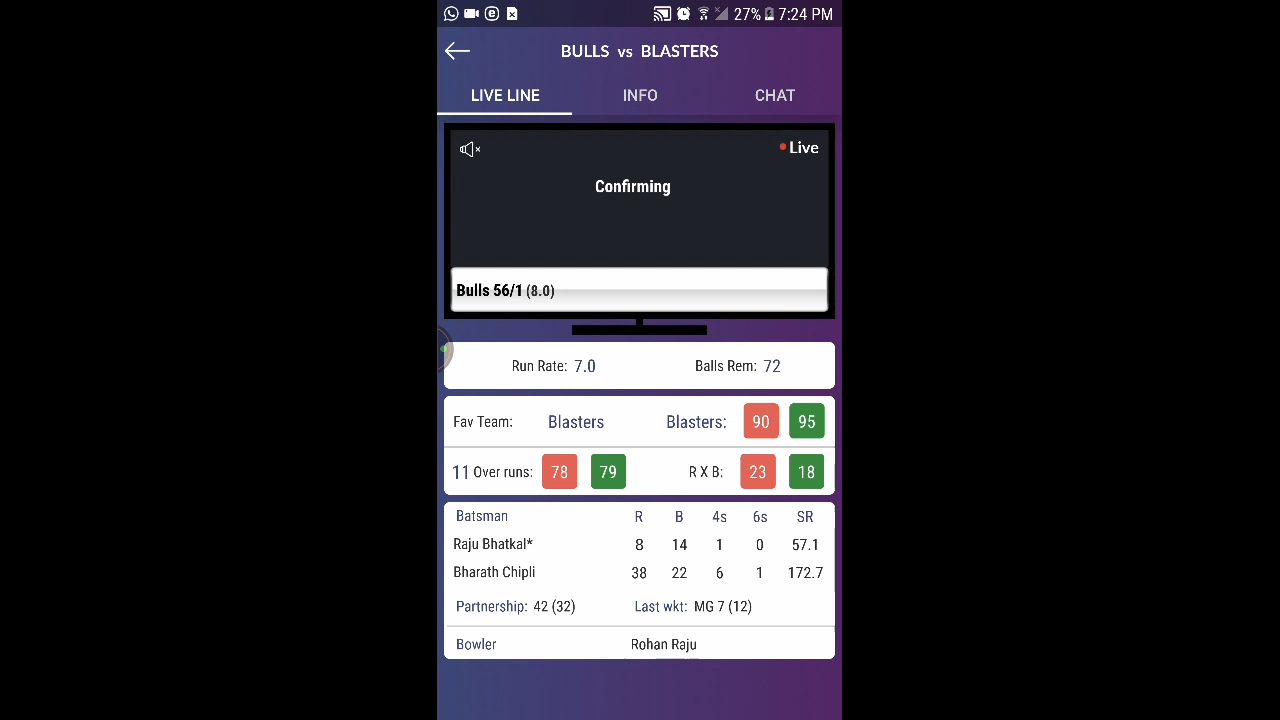 27% 7:24 PM
BULLS vs BLASTERS
LIVE LINE INFO CHAT
Live
Confirming
Bulls 56/1 (8.0)
Run Rate: 7.0 Balls Rem: 72
Fav Team: Blasters Blasters: 90 95
11 Over runs: 78 79 R X B: 23 18
Batsman R B 4s 6s SR
Raju Bhatkal* 8 14 1 0 57.1
Bharath Chipli 38 22 6 1 172.7
Partnership: 42 (32) Last wkt: MG 7 (12)
Bowler Rohan Raju